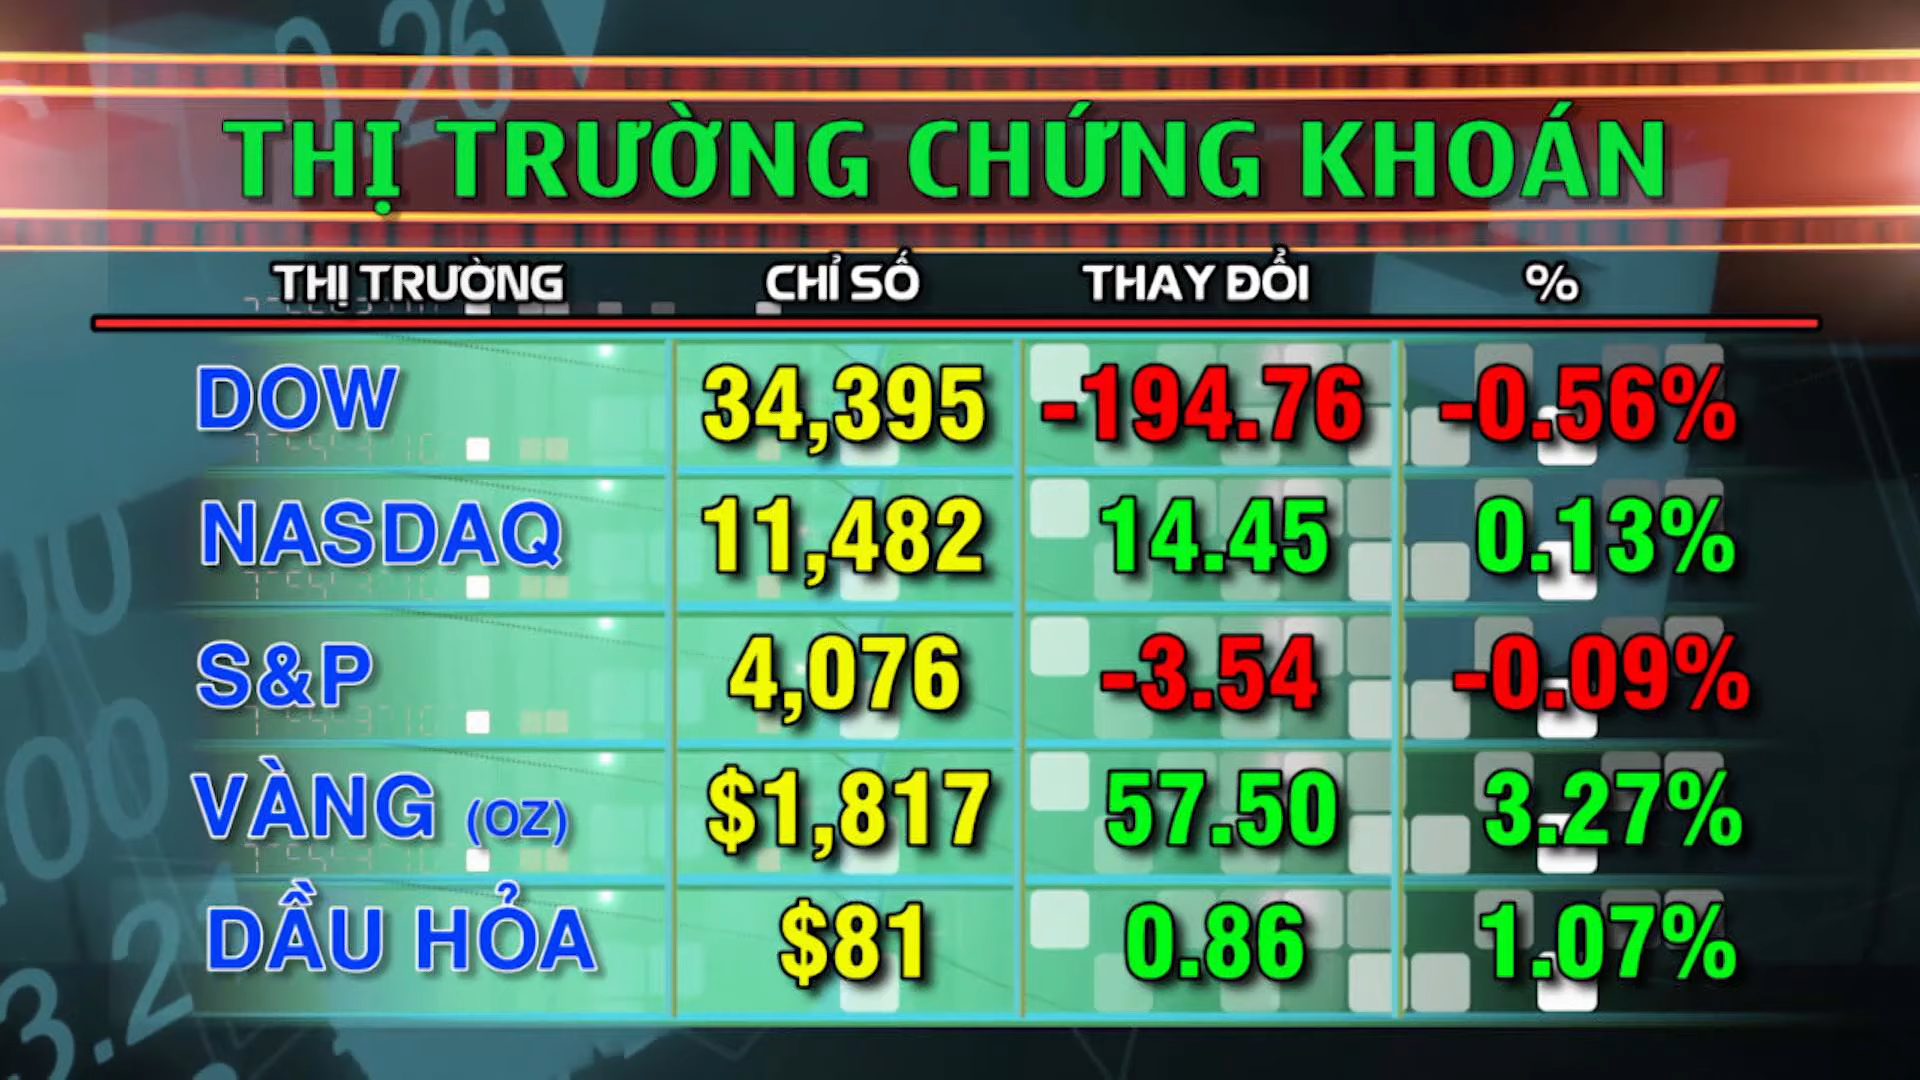 THỊ TRƯỜNG CHỨNG KHOÁN
THỊ TRƯỜNG CHỈ SỐ THAY ĐỔI %
DOW 34,395 -194.76 -0.56%
NASDAQ 11,482 14.45 0.13%
S&P 4,076 -3.54 -0.09%
VÀNG (OZ) $1,817 57.50 3.27%
DẦU HỎA $81 0.86 1.07%